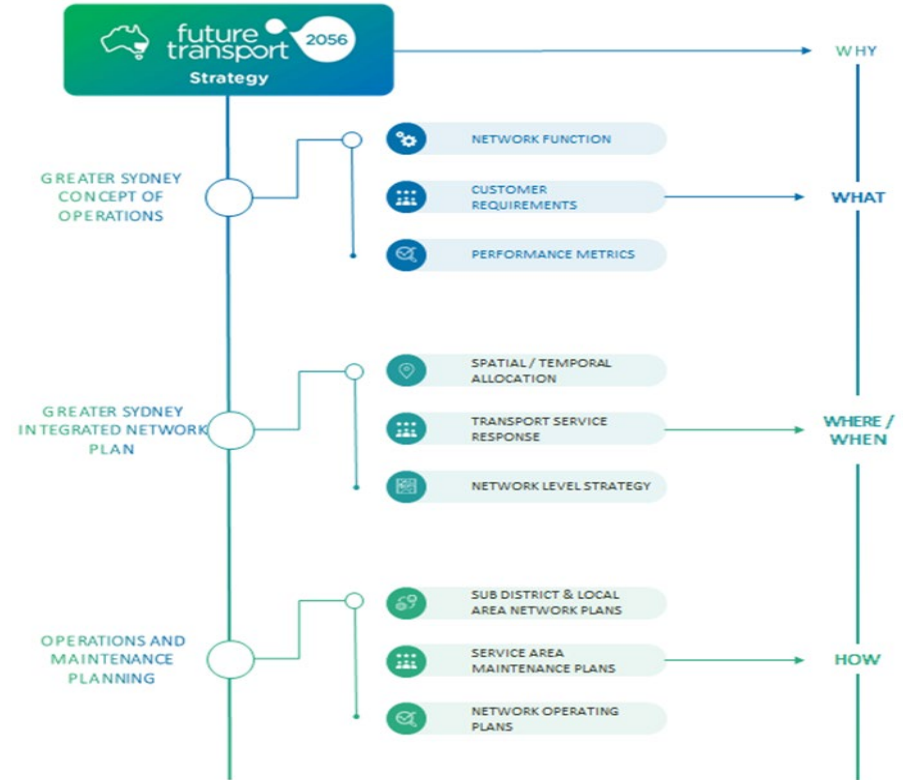 future
transport
2056
Strategy
WHY
GREATER SYDNEY
CONCEPT OF
OPERATIONS
NETWORK FUNCTION
CUSTOMER
REQUIREMENTS
PERFORMANCE METRICS
WHAT
GREATER SYDNEY
INTEGRATED NETWORK
PLAN
SPATIAL / TEMPORAL
ALLOCATION
TRANSPORT SERVICE
RESPONSE
NETWORK LEVEL STRATEGY
WHERE /
WHEN
OPERATIONS AND
MAINTENANCE
PLANNING
SUB DISTRICT & LOCAL
AREA NETWORK PLANS
SERVICE AREA
MAINTENANCE PLANS
NETWORK OPERATING
PLANS
HOW